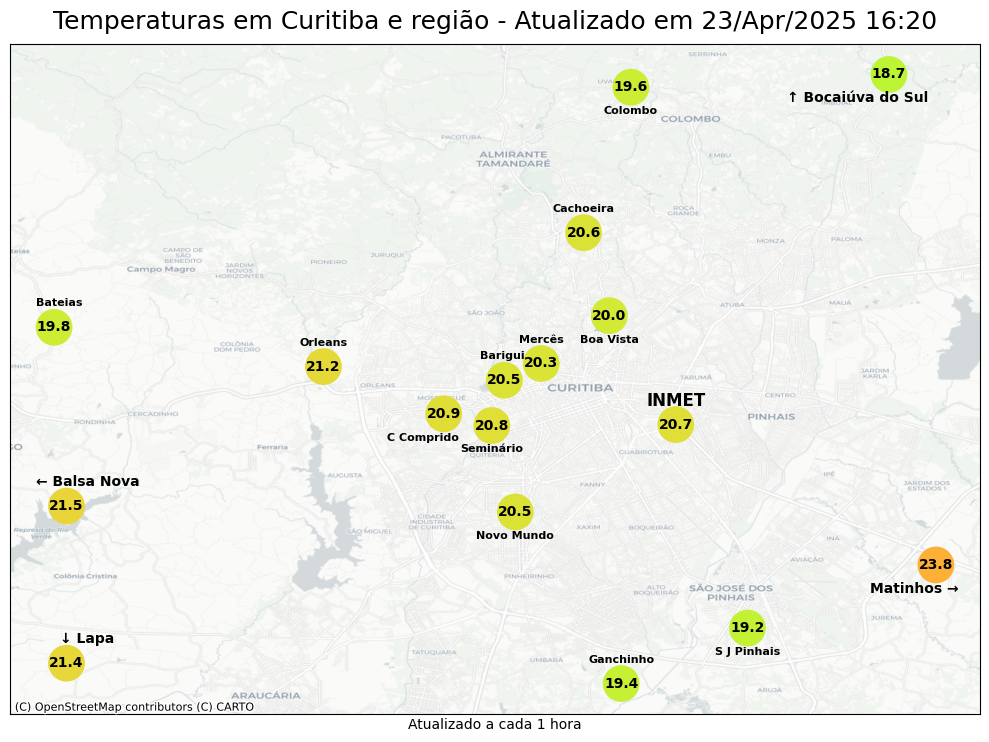 Temperaturas em Curitiba e região - Atualizado em 23/Apr/2025 16:20
SERRINHA
18.7
↑ Bocaiúva do Sul
19.6
Colombo
COLOMBO
PACOTUBA
ALMIRANTE
TAMANDARÉ
EMBU
Cachoeira
20.6
ROÇA
GRANDE
MONZA
PALOMA
CAMPO DE
SÃO
BENEDITO
Campo Magro
JARDIM
NOVOS
HORIZONTES
PIONEIRO
JURUQUI
Bateias
19.8
SÃO JOÃO
ATUBA
MAUÁ
20.0
Boa Vista
COLÔNIA
DOM PEDRO
Orleans
21.2
ORLEANS
Mercês
20.3
Barigui
20.5
CURITIBA
TARUMÃ
JARDIM
KARLA
CENTRO
PINHAIS
INMET
20.7
20.9
C Comprido
20.8
Seminário
CERCADINHO
RONDINHA
Ferraria
GUABIROTUBA
← Balsa Nova
21.5
AUGUSTA
FANNY
IPÊ
JARDIM DOS
ESTADOS I
20.5
Novo Mundo
CIDADE
INDUSTRIAL
DE CURITIBA
SÃO MIGUEL
XAXIM
BOQUEIRÃO
Represa do Rio
Verde
AVIAÇÃO
INÁ
23.8
Matinhos →
Colônia Cristina
PINHEIRINHO
ALTO
BOQUEIRÃO
SÃO JOSÉ DOS
PINHAIS
JUREMA
↓ Lapa
21.4
19.2
S J Pinhais
TATUQUARA
UMBARÁ
Ganchinho
19.4
ARUJÁ
ARAUCÁRIA
(C) OpenStreetMap contributors (C) CARTO
Atualizado a cada 1 hora